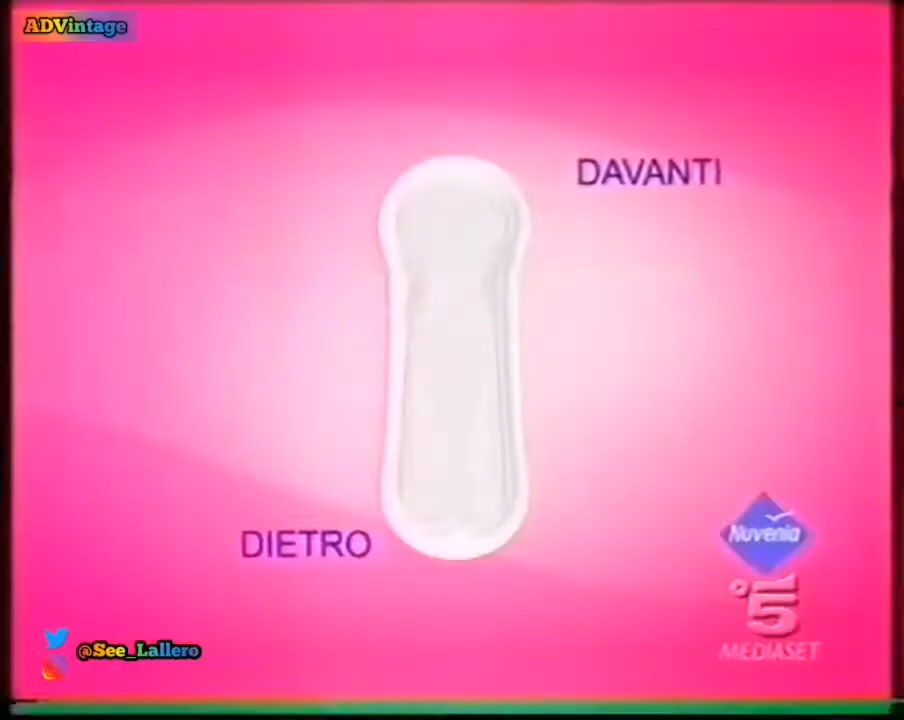 ADVintage
DAVANTI
DIETRO
Nuvenia
5
MEDIASET
@See_Lallero